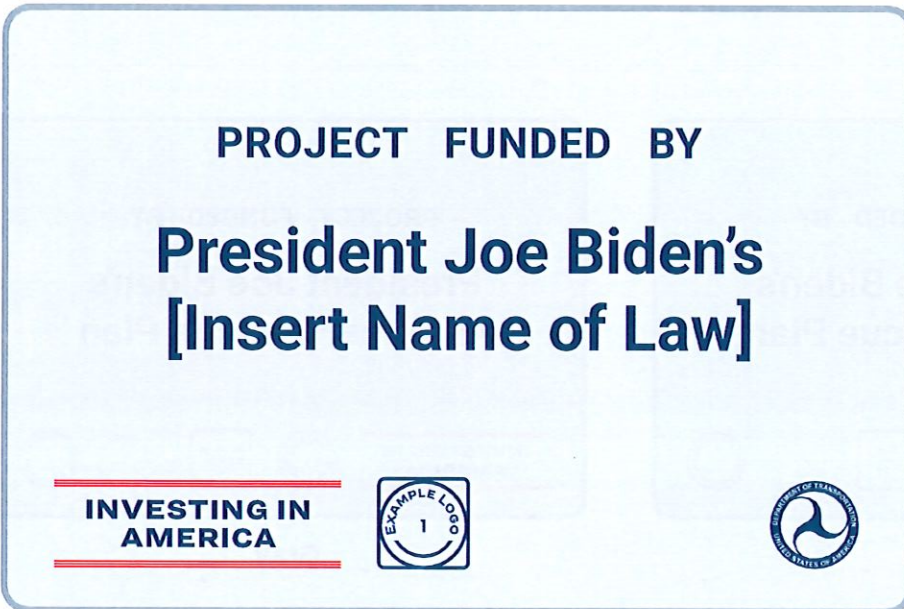 PROJECT FUNDED BY
President Joe Biden's
[Insert Name of Law]
INVESTING IN
AMERICA
EXAMPLE LOGO
1
DEPARTMENT OF TRANSPORTATION
UNITED STATES OF AMERICA